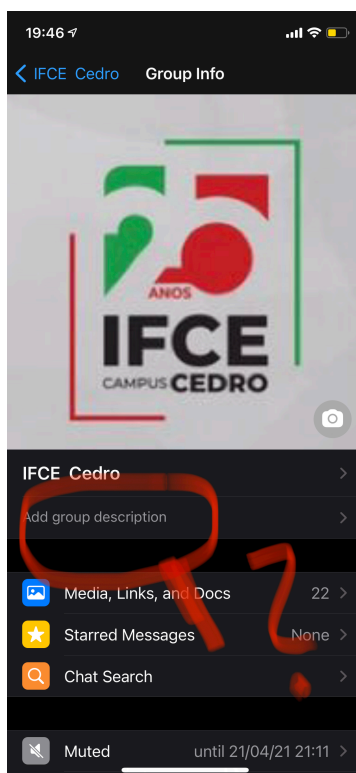 19:46
IFCE Cedro Group Info
25
ANOS
IFCE
CAMPUS CEDRO
IFCE Cedro
Add group description
?
Media, Links, and Docs 22
Starred Messages None
Chat Search
Muted until 21/04/21 21:11